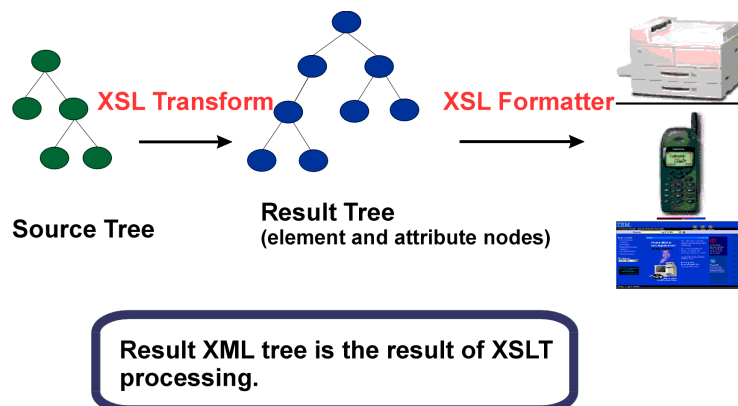 XSL Transform
XSL Formatter
Source Tree
Result Tree
(element and attribute nodes)
IBM
Result XML tree is the result of XSLT
processing.